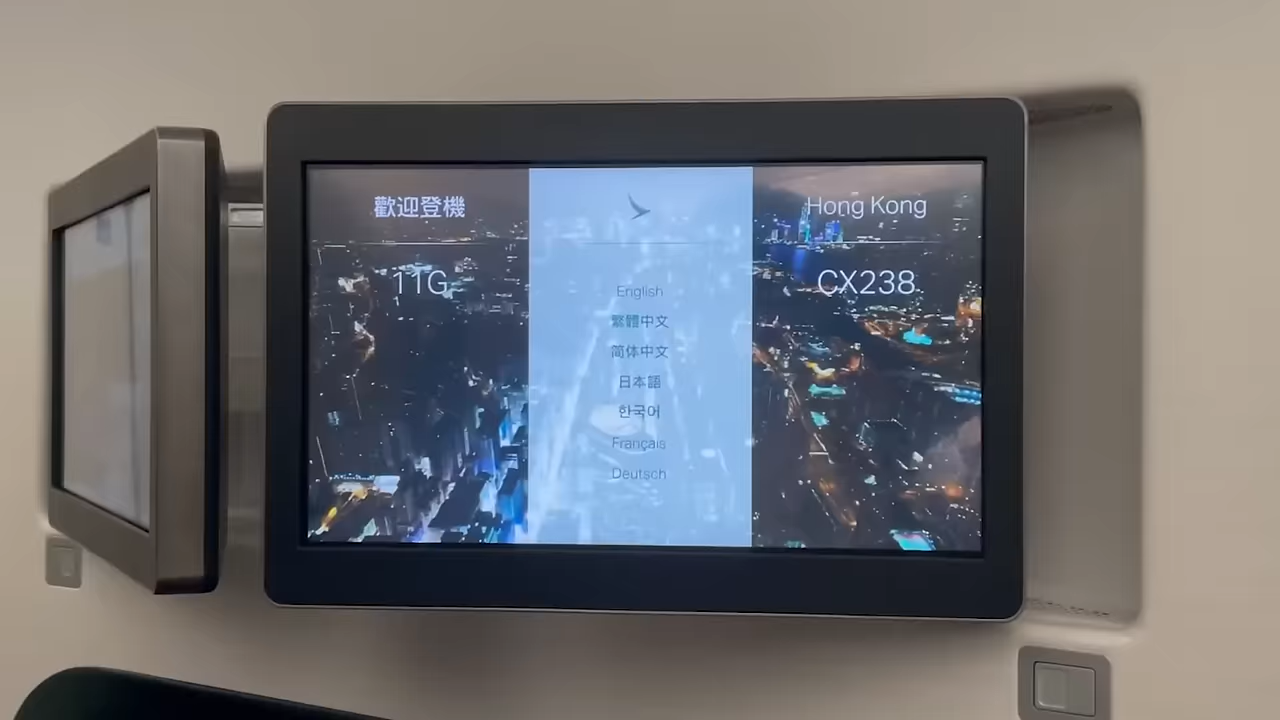 歡迎登機
11G
English
繁體中文
简体中文
日本語
한국어
Français
Deutsch
Hong Kong
CX238